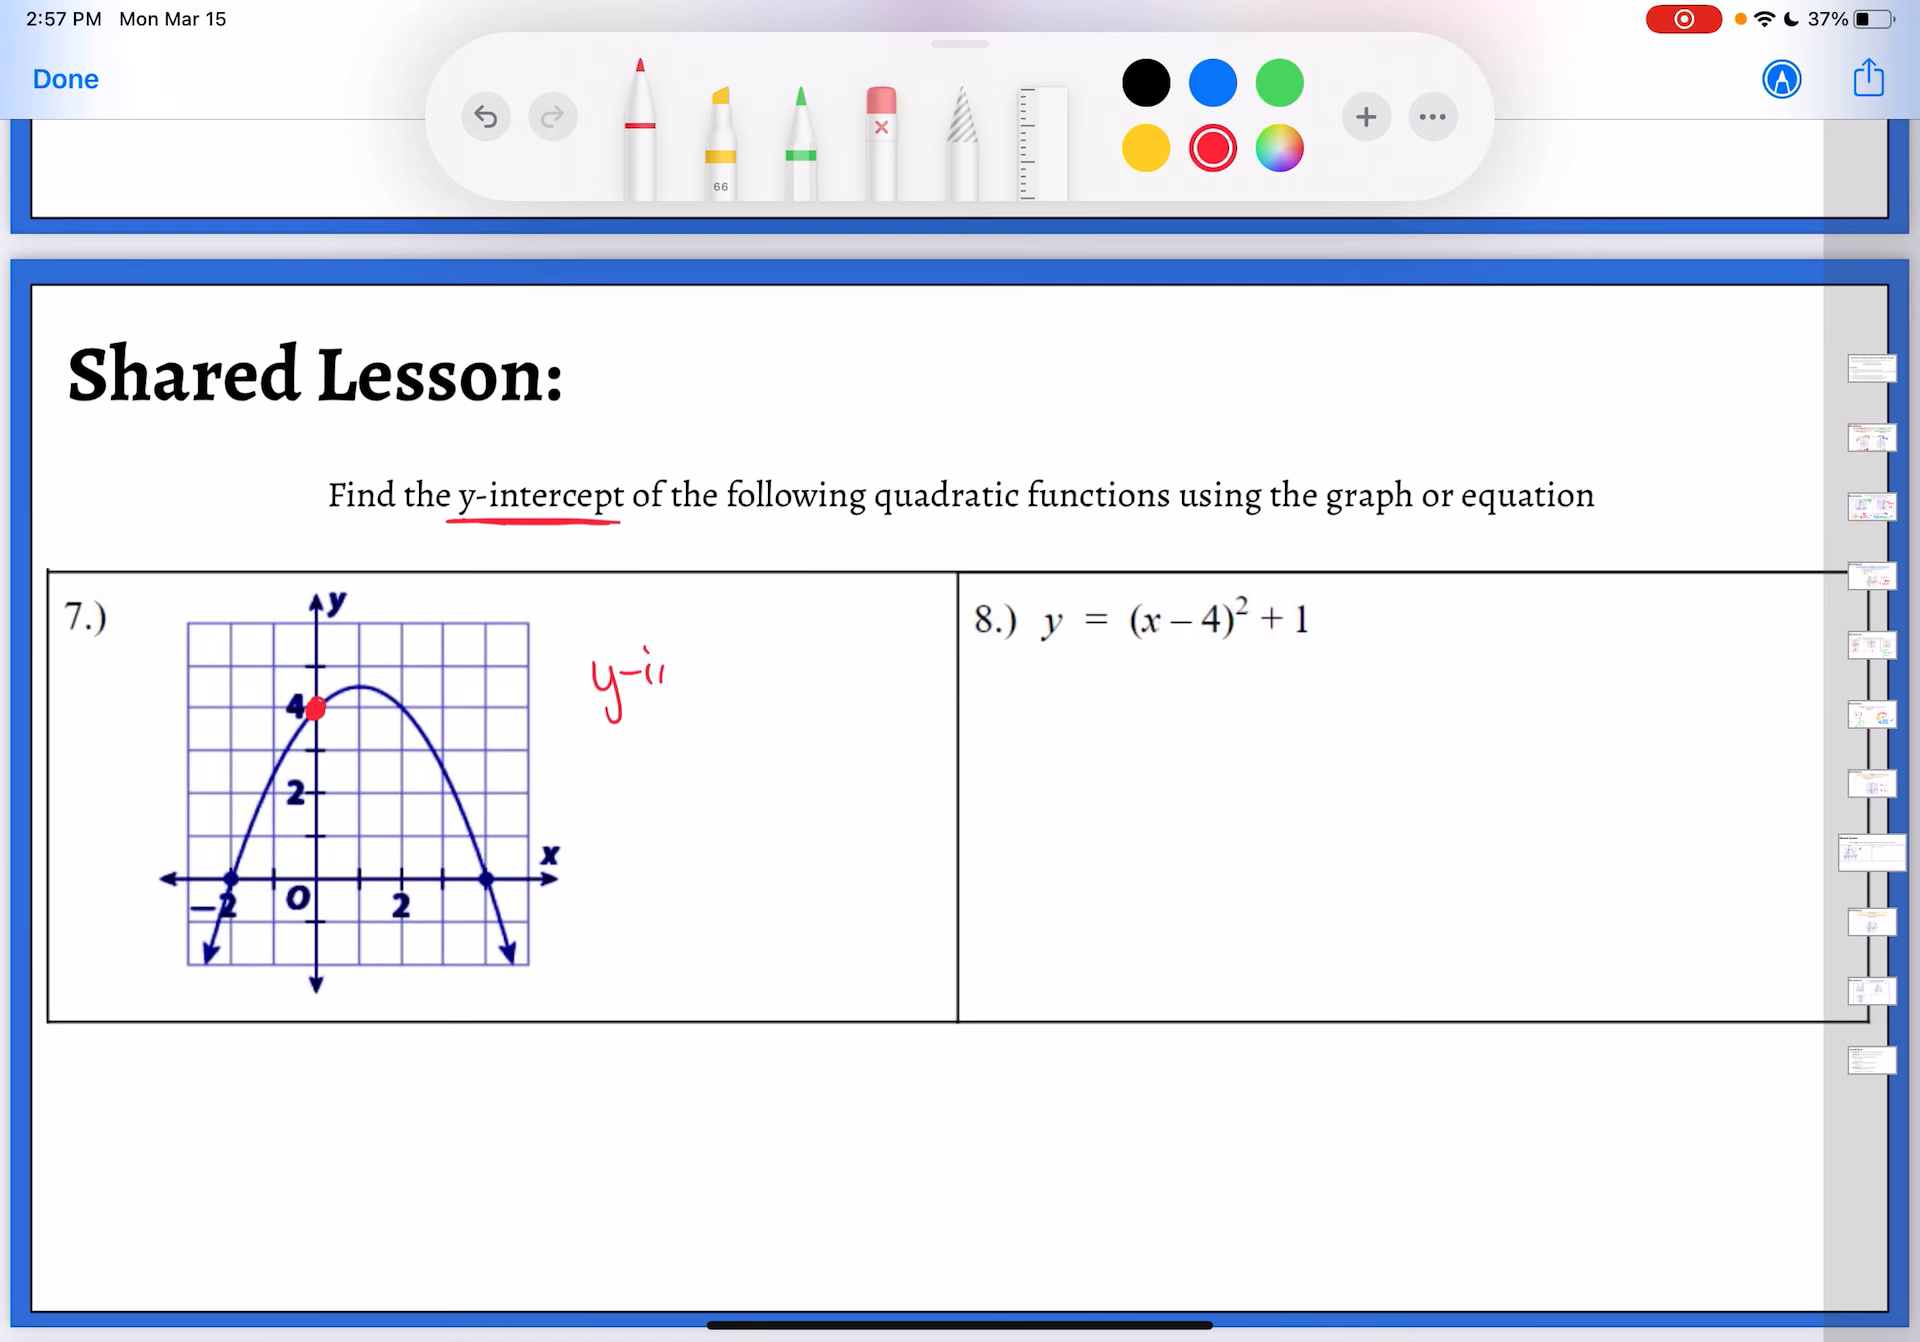 2:57 PM Mon Mar 15
37%
Done
66
Shared Lesson:
Find the y-intercept of the following quadratic functions using the graph or equation
7.)
y
4
2
x
-2 O 2
y-i
8.) y = (x – 4)² + 1